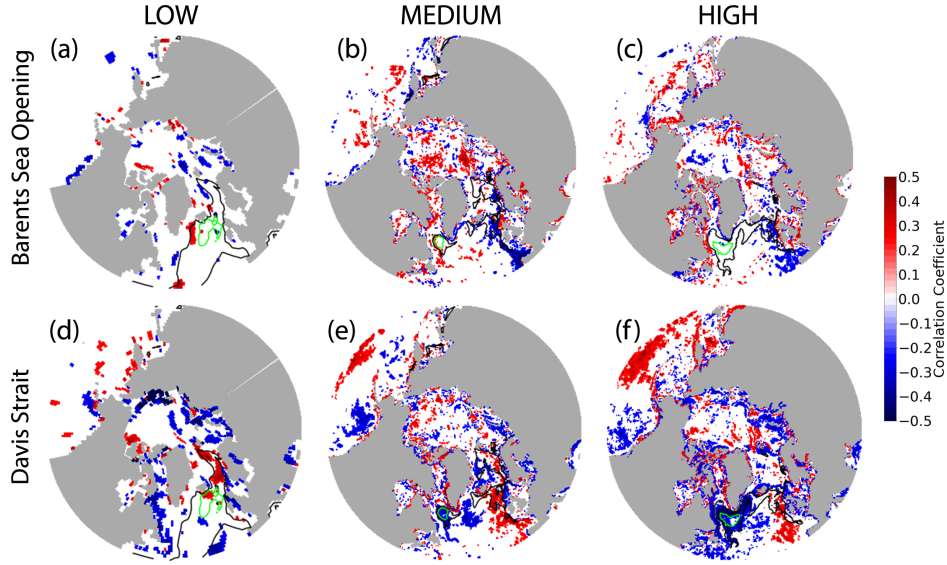 LOW MEDIUM HIGH
Barents Sea Opening
(a) (b) (c)
Davis Strait
(d) (e) (f)
0.5
0.4
0.3
0.2
0.1
0.0
−0.1
−0.2
−0.3
−0.4
−0.5
Correlation Coefficient